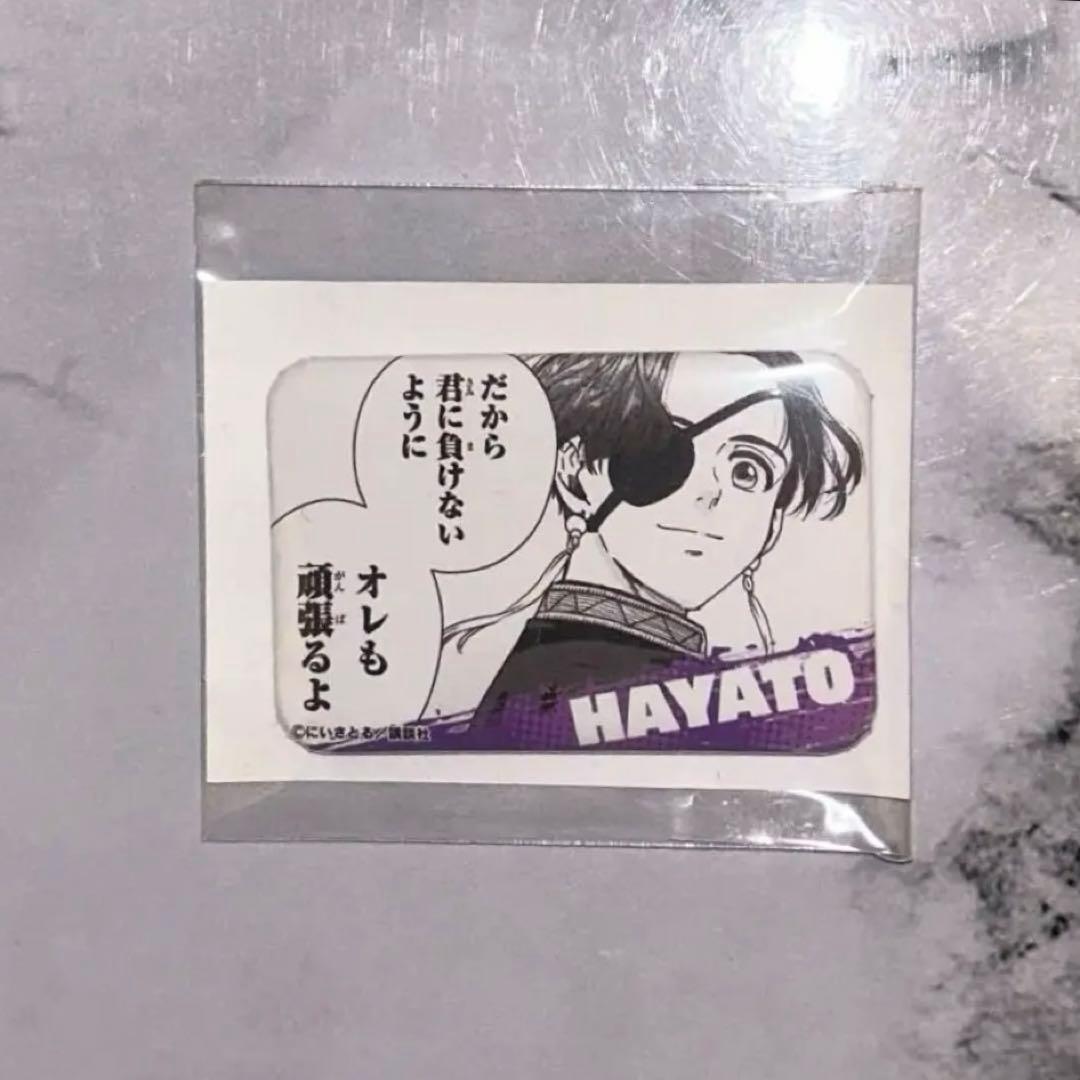 だから
君に負けない
ように
オレも
頑張るよ
HAYATO
©にいさとる/講談社